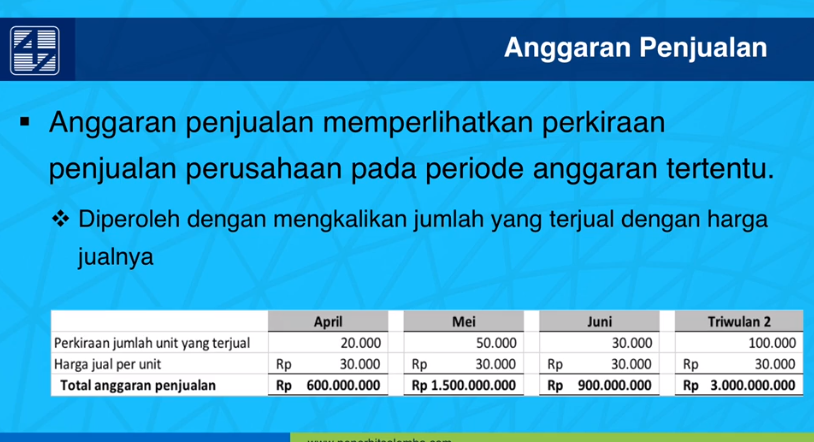 Anggaran Penjualan
▪ Anggaran penjualan memperlihatkan perkiraan
penjualan perusahaan pada periode anggaran tertentu.
❖ Diperoleh dengan mengkalikan jumlah yang terjual dengan harga
jualnya
April Mei Juni Triwulan 2
Perkiraan jumlah unit yang terjual 20.000 50.000 30.000 100.000
Harga jual per unit Rp 30.000 Rp 30.000 Rp 30.000 Rp 30.000
Total anggaran penjualan Rp 600.000.000 Rp 1.500.000.000 Rp 900.000.000 Rp 3.000.000.000